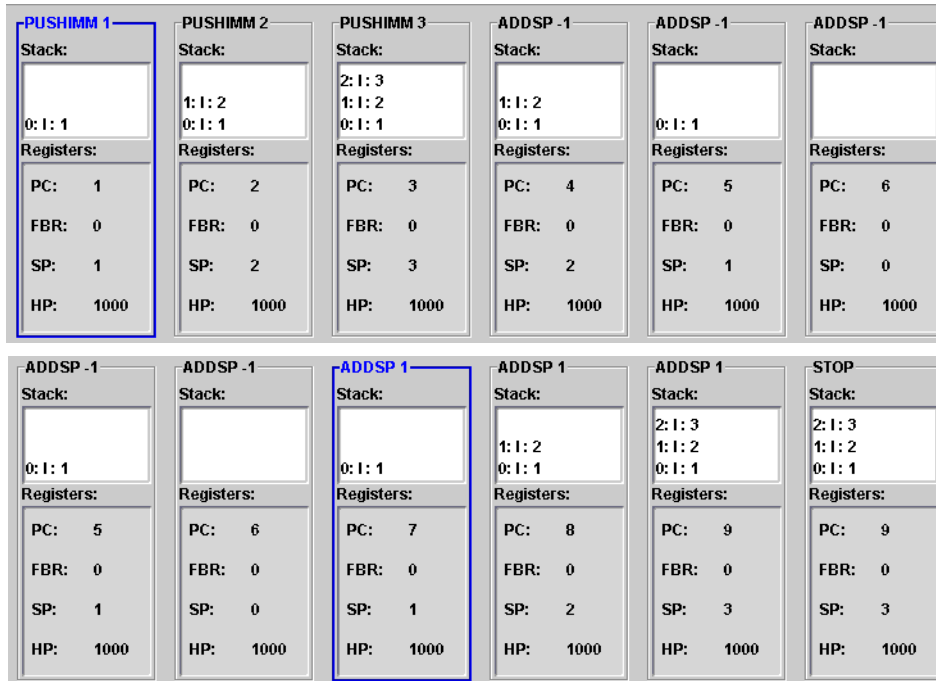 PUSHIMM 1 PUSHIMM 2 PUSHIMM 3 ADDSP -1 ADDSP -1 ADDSP -1
Stack: Stack: Stack: Stack: Stack: Stack:
2: I : 3
1: I : 2 1: I : 2 1: I : 2
0: I : 1 0: I : 1 0: I : 1 0: I : 1 0: I : 1
Registers: Registers: Registers: Registers: Registers: Registers:
PC: 1 PC: 2 PC: 3 PC: 4 PC: 5 PC: 6
FBR: 0 FBR: 0 FBR: 0 FBR: 0 FBR: 0 FBR: 0
SP: 1 SP: 2 SP: 3 SP: 2 SP: 1 SP: 0
HP: 1000 HP: 1000 HP: 1000 HP: 1000 HP: 1000 HP: 1000
ADDSP -1 ADDSP -1 ADDSP 1 ADDSP 1 ADDSP 1 STOP
Stack: Stack: Stack: Stack: Stack: Stack:
2: I : 3 2: I : 3
1: I : 2 1: I : 2 1: I : 2
0: I : 1 0: I : 1 0: I : 1 0: I : 1 0: I : 1
Registers: Registers: Registers: Registers: Registers: Registers:
PC: 5 PC: 6 PC: 7 PC: 8 PC: 9 PC: 9
FBR: 0 FBR: 0 FBR: 0 FBR: 0 FBR: 0 FBR: 0
SP: 1 SP: 0 SP: 1 SP: 2 SP: 3 SP: 3
HP: 1000 HP: 1000 HP: 1000 HP: 1000 HP: 1000 HP: 1000